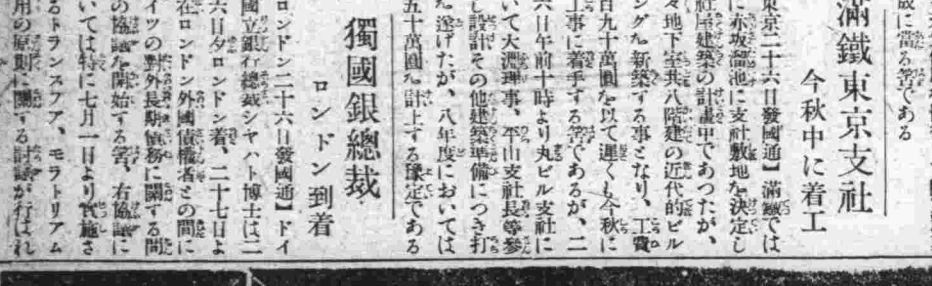 設に當る筈である
滿鐵東京支社
今秋中に着工
東京二十六日發國通】滿鐵では
に赤坂溜池に支社敷地を決定し
社屋建築の計畫中であつたが、
々地下室共八階建の近代的ビル
ングを新築する事となり、工費
百九十萬圓を以て遲くも今秋に
工事に着手する筈であるが、二
六日午前十時より丸ビル支社に
いて大淵理事、平山支社長等參
し設計その他建築準備につき打
を遂げたが、八年度においては
五十萬圓を計上する豫定である
獨國銀總裁
ロンドン到着
ロンドン二十六日發國通】ドイ
國立銀行總裁シヤハト博士は二
六日夕ロンドン着、二十七日よ
在ロンドン外國債權者との間に
イツの對外長期債務に關する問
の協議を開始する筈、右協議に
いては特に七月一日より實施さ
るトランスフア、モラトリアム
用の原則に關する討議が行はれ